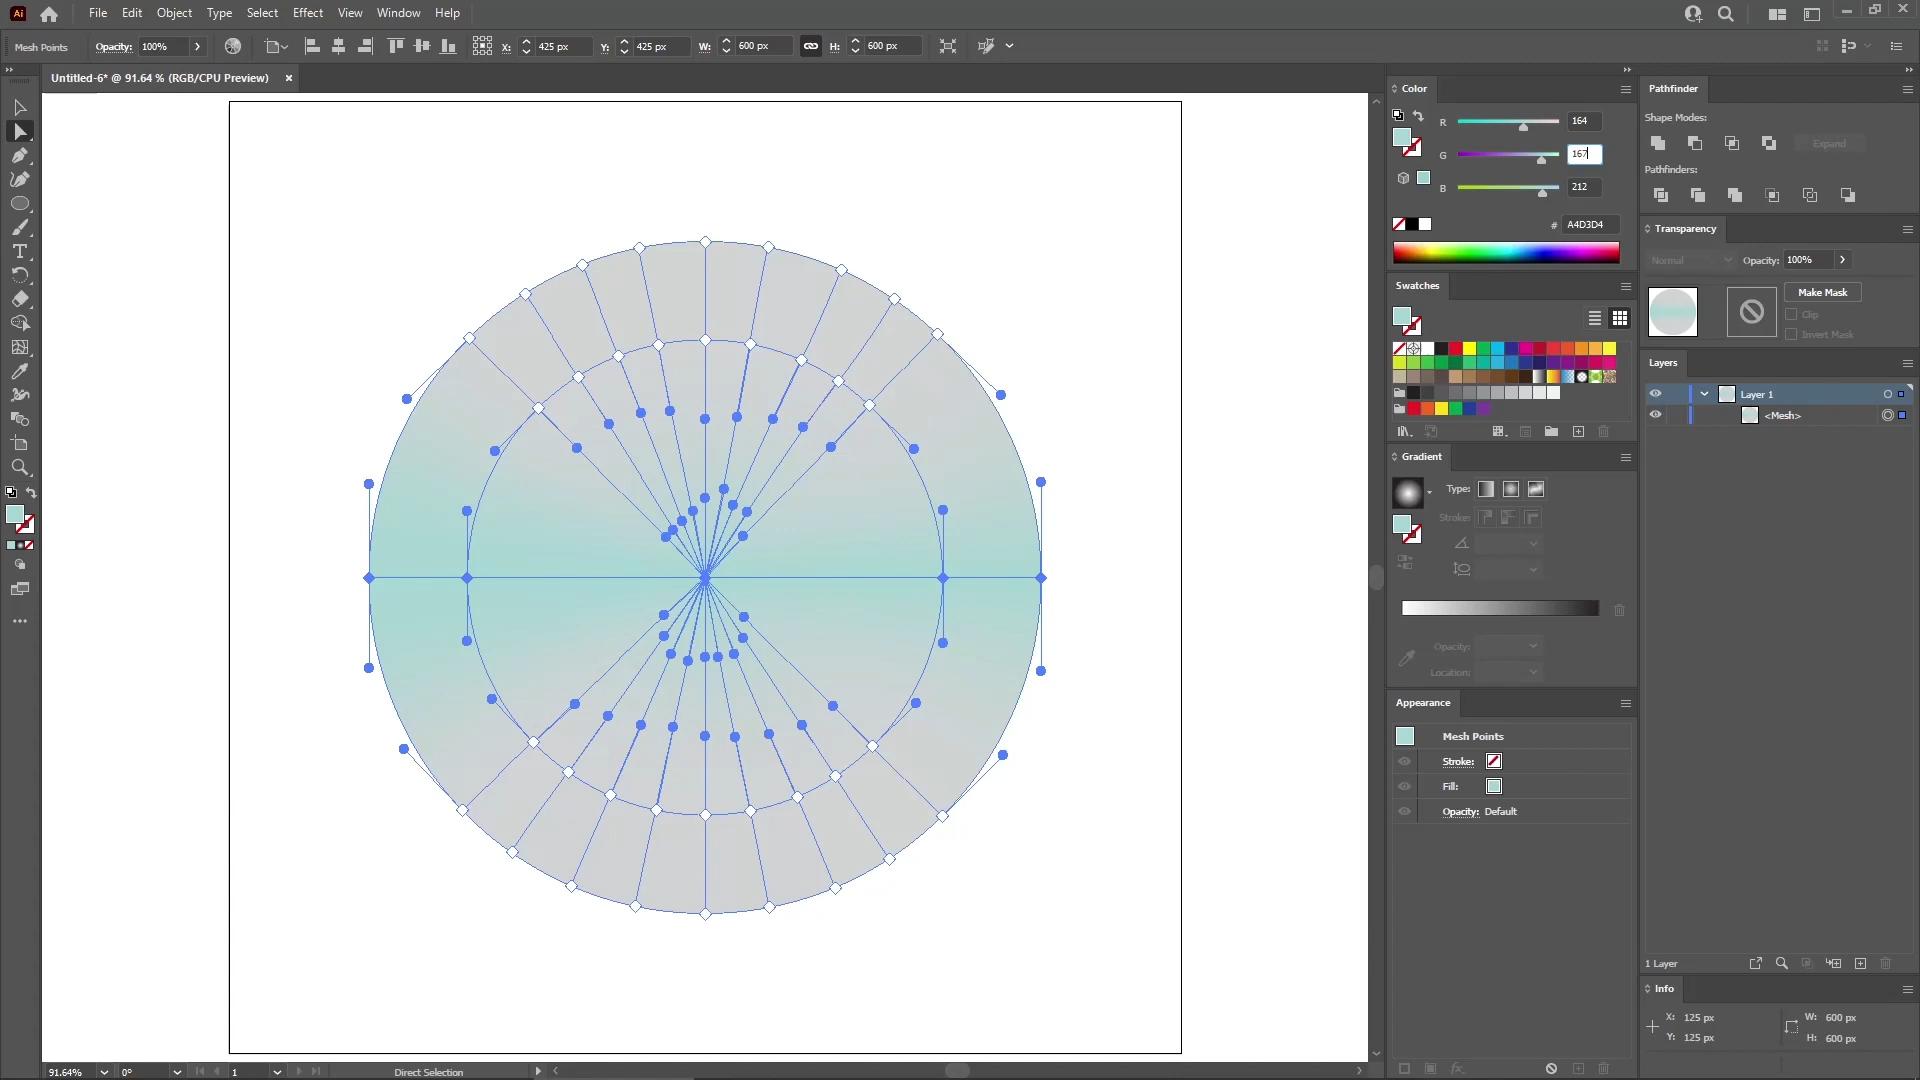 Ai File Edit Object Type Select Effect View Window Help
Mesh Points Opacity: 100% X: 425 px Y: 425 px W: 600 px H: 600 px
Untitled-6* @ 91.64 % (RGB/CPU Preview) ×
Color
R 164
G 167
B 212
# A4D3D4
Swatches
Gradient
Type:
Stroke:
Opacity:
Location:
Appearance
Mesh Points
Stroke:
Fill:
Opacity: Default
Pathfinder
Shape Modes:
Expand
Pathfinders:
Transparency
Normal Opacity: 100%
Make Mask
Clip
Invert Mask
Layers
Layer 1
<Mesh>
1 Layer
Info
X: 125 px W: 600 px
Y: 125 px H: 600 px
91.64% 0° 1 Direct Selection